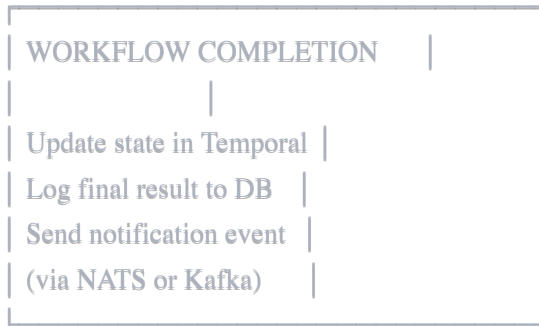 WORKFLOW COMPLETION
Update state in Temporal
Log final result to DB
Send notification event
(via NATS or Kafka)